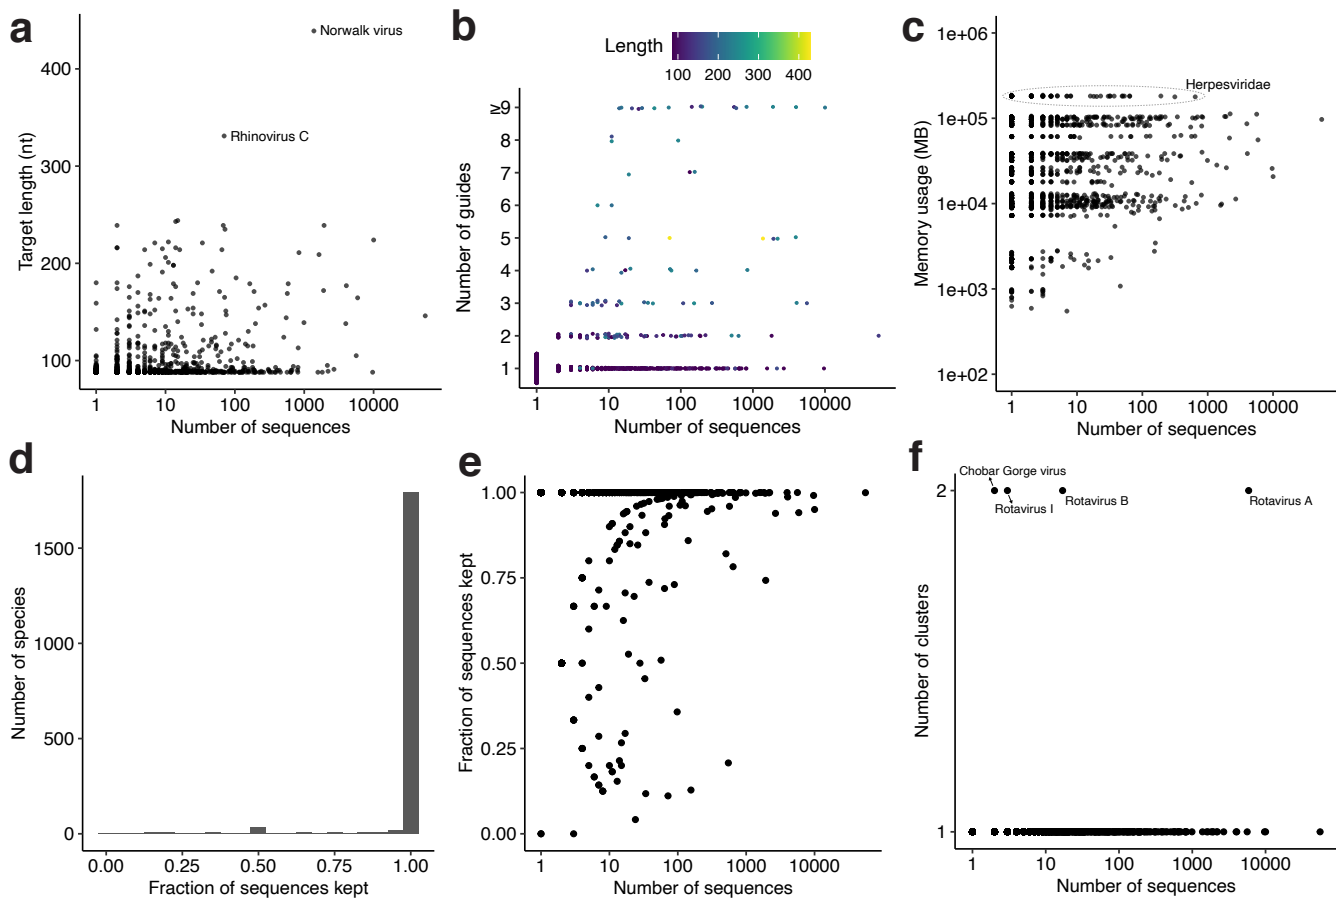 a
Norwalk virus
Rhinovirus C
400
300
200
100
1
10
100
1000
10000
Target length (nt)
Number of sequences
b
Length
100
200
300
400
≥9
8
7
6
5
4
3
2
1
1
10
100
1000
10000
Number of guides
Number of sequences
c
Herpesviridae
1e+06
1e+05
1e+04
1e+03
1e+02
1
10
100
1000
10000
Memory usage (MB)
Number of sequences
d
1500
1000
500
0
0.00
0.25
0.50
0.75
1.00
Number of species
Fraction of sequences kept
e
1.00
0.75
0.50
0.25
0.00
1
10
100
1000
10000
Fraction of sequences kept
Number of sequences
f
Chobar Gorge virus
Rotavirus I
Rotavirus B
Rotavirus A
2
1
1
10
100
1000
10000
Number of clusters
Number of sequences